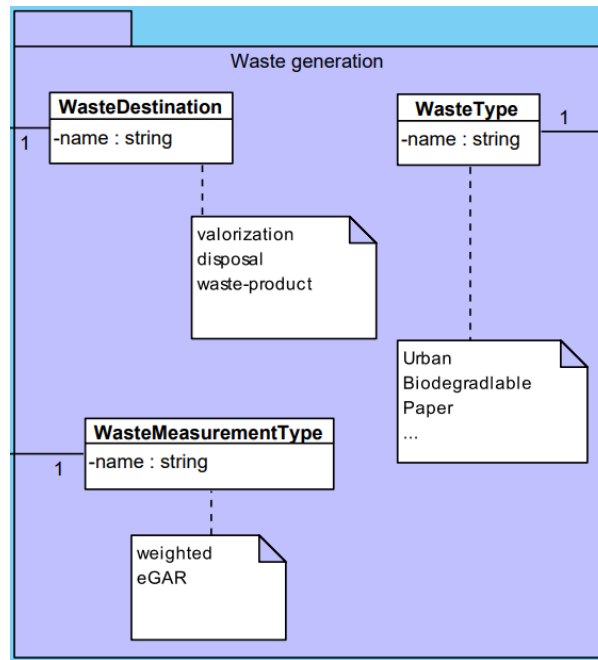 Waste generation
WasteDestination
-name : string
1
valorization
disposal
waste-product
WasteType
-name : string
1
Urban
Biodegradlable
Paper
...
WasteMeasurementType
-name : string
1
weighted
eGAR